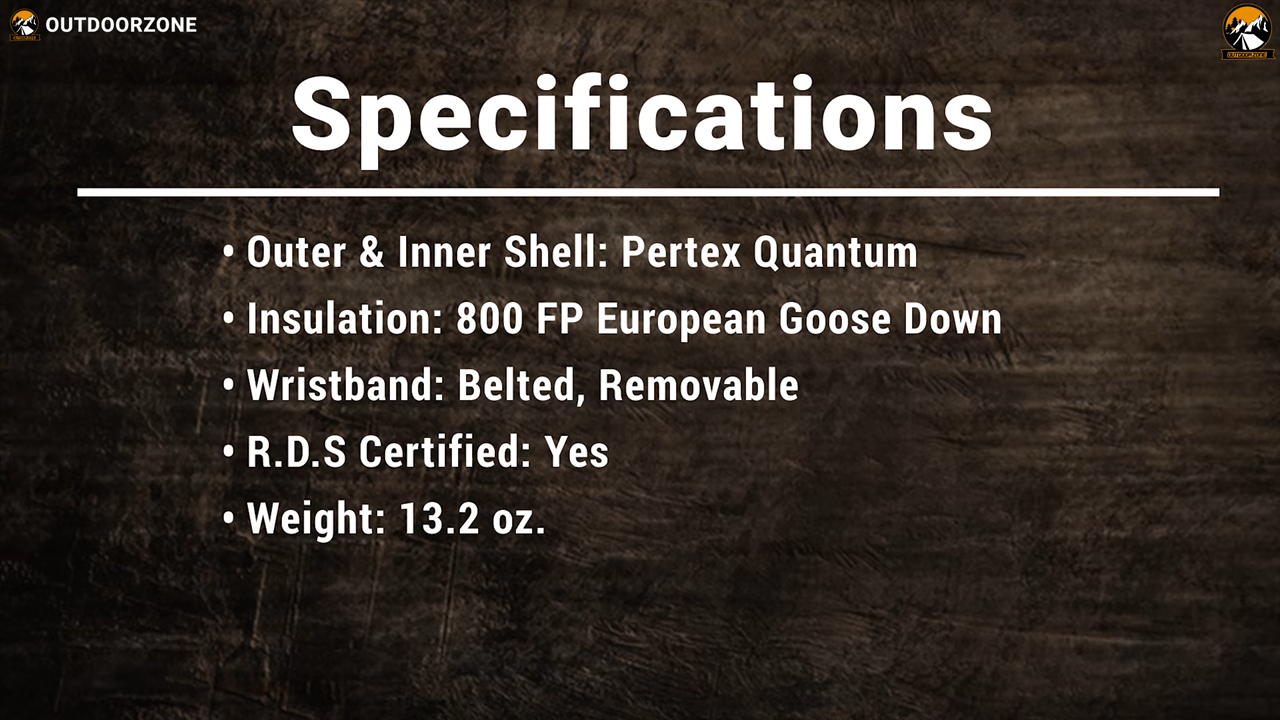 OUTDOORZONE
OUTDOORZONE
Specifications
• Outer & Inner Shell: Pertex Quantum
• Insulation: 800 FP European Goose Down
• Wristband: Belted, Removable
• R.D.S Certified: Yes
• Weight: 13.2 oz.